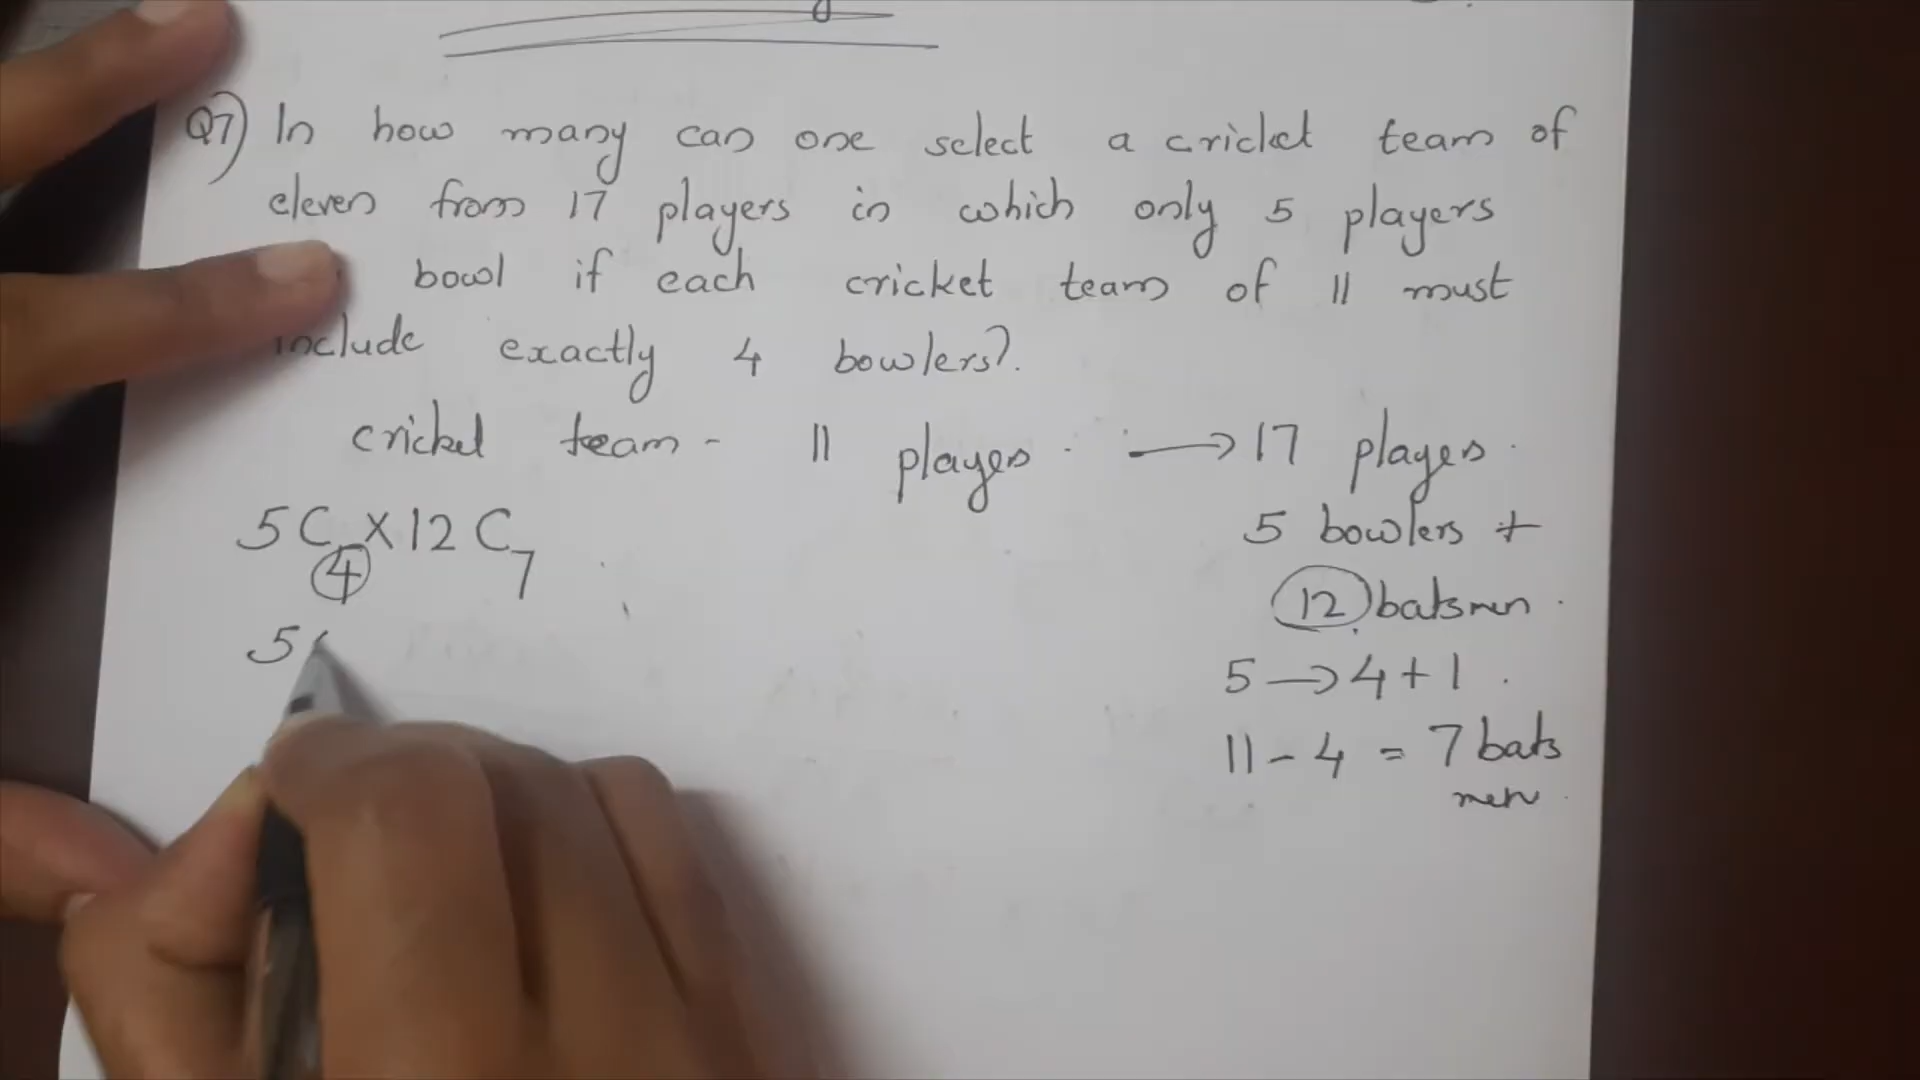 Q7) In how many can one select a cricket team of
eleven from 17 players in which only 5 players
bowl if each cricket team of 11 must
include exactly 4 bowlers?
cricket team - 11 players. → 17 players.
5C4 X 12C7
5 bowlers +
12 batsmen.
5
5 → 4 + 1.
11 - 4 = 7 bats
men.